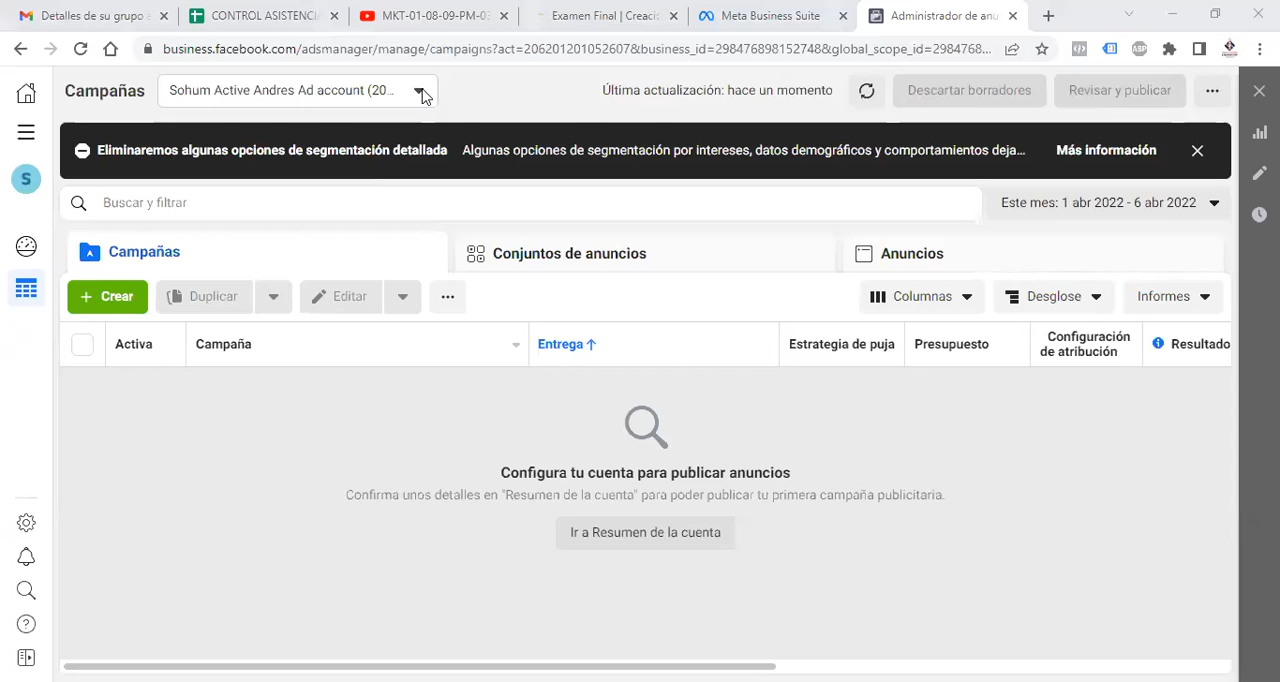 Detalles de su grupo e
CONTROL ASISTENCIA
MKT-01-08-09-PM-03
Examen Final | Creació
Meta Business Suite
Administrador de anu
business.facebook.com/adsmanager/manage/campaigns?act=206201201052607&business_id=298476898152748&global_scope_id=2984768...
Campañas
Sohum Active Andres Ad account (20...
Última actualización: hace un momento
Descartar borradores
Revisar y publicar
Eliminaremos algunas opciones de segmentación detallada
Algunas opciones de segmentación por intereses, datos demográficos y comportamientos deja...
Más información
S
Buscar y filtrar
Este mes: 1 abr 2022 - 6 abr 2022
Campañas
Conjuntos de anuncios
Anuncios
+ Crear
Duplicar
Editar
Columnas
Desglose
Informes
Activa
Campaña
Entrega ↑
Estrategia de puja
Presupuesto
Configuración
de atribución
Resultado
Configura tu cuenta para publicar anuncios
Confirma unos detalles en "Resumen de la cuenta" para poder publicar tu primera campaña publicitaria.
Ir a Resumen de la cuenta